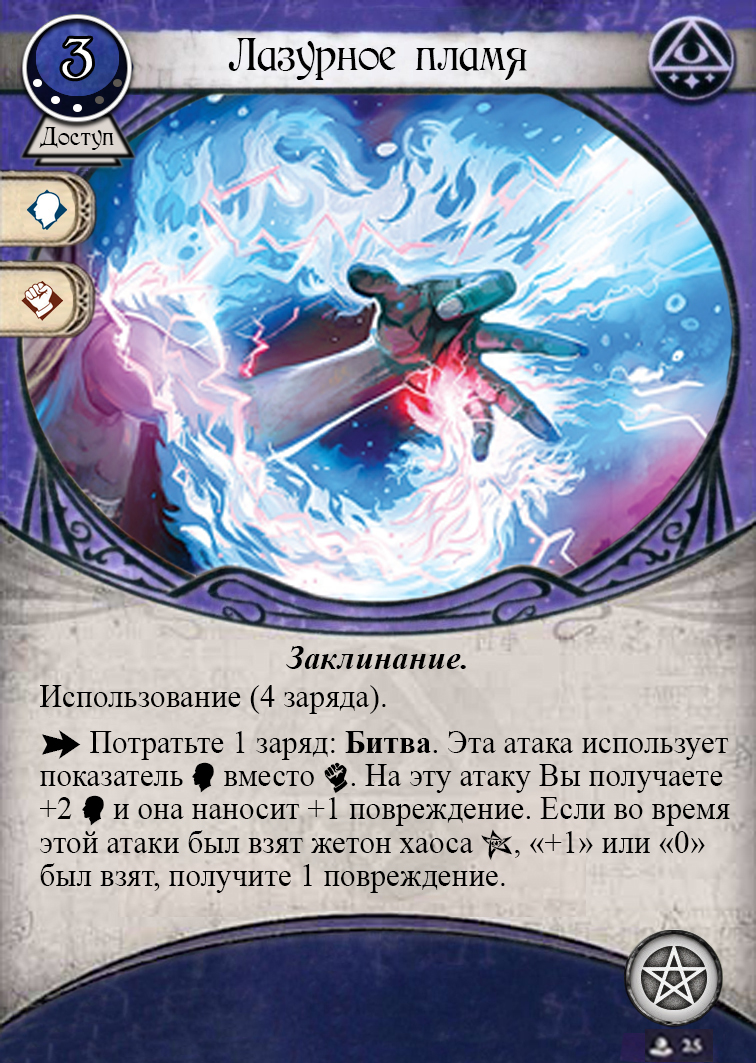 3
Лазурное пламя
Доступ
Заклинание.
Использование (4 заряда).
Потратьте 1 заряд: Битва. Эта атака использует
показатель вместо . На эту атаку Вы получаете
+2 и она наносит +1 повреждение. Если во время
этой атаки был взят жетон хаоса , «+1» или «0»
был взят, получите 1 повреждение.
25